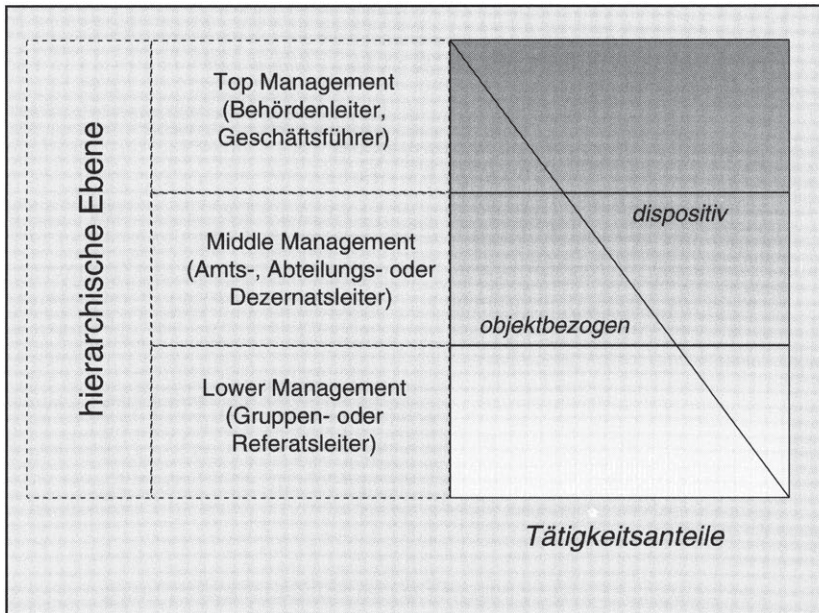 hierarchische Ebene
Top Management
(Behördenleiter,
Geschäftsführer)
dispositiv
Middle Management
(Amts-, Abteilungs- oder
Dezernatsleiter)
objektbezogen
Lower Management
(Gruppen- oder
Referatsleiter)
Tätigkeitsanteile